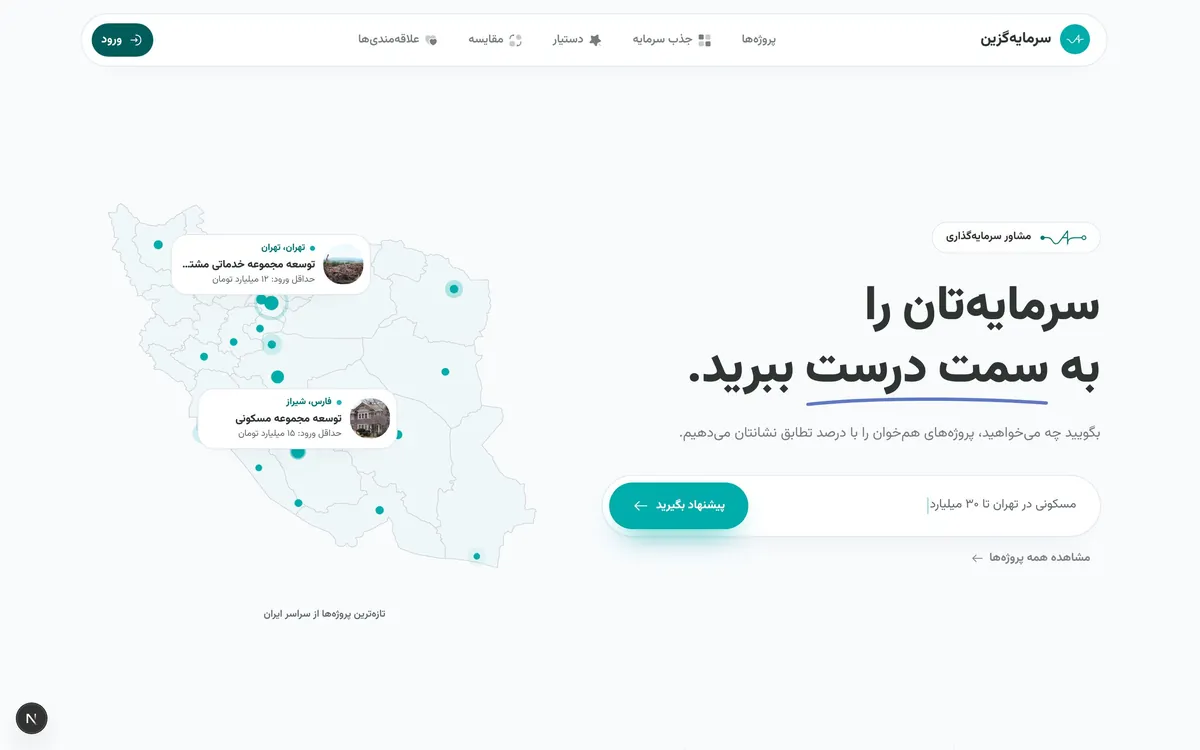 سرمایه‌گزین
پروژه‌ها
جذب سرمایه
دستیار
مقایسه
علاقه‌مندی‌ها
ورود
مشاور سرمایه‌گذاری
سرمایه‌تان را
به سمت درست ببرید.
بگویید چه می‌خواهید، پروژه‌های هم‌خوان را با درصد تطابق نشانتان می‌دهیم.
مسکونی در تهران تا ۳۰ میلیارد
پیشنهاد بگیرید
مشاهده همه پروژه‌ها
تهران، تهران
توسعه مجموعه خدماتی مشتـ...
حداقل ورود: ۱۲ میلیارد تومان
فارس، شیراز
توسعه مجموعه مسکونی
حداقل ورود: ۱۵ میلیارد تومان
تازه‌ترین پروژه‌ها از سراسر ایران
N